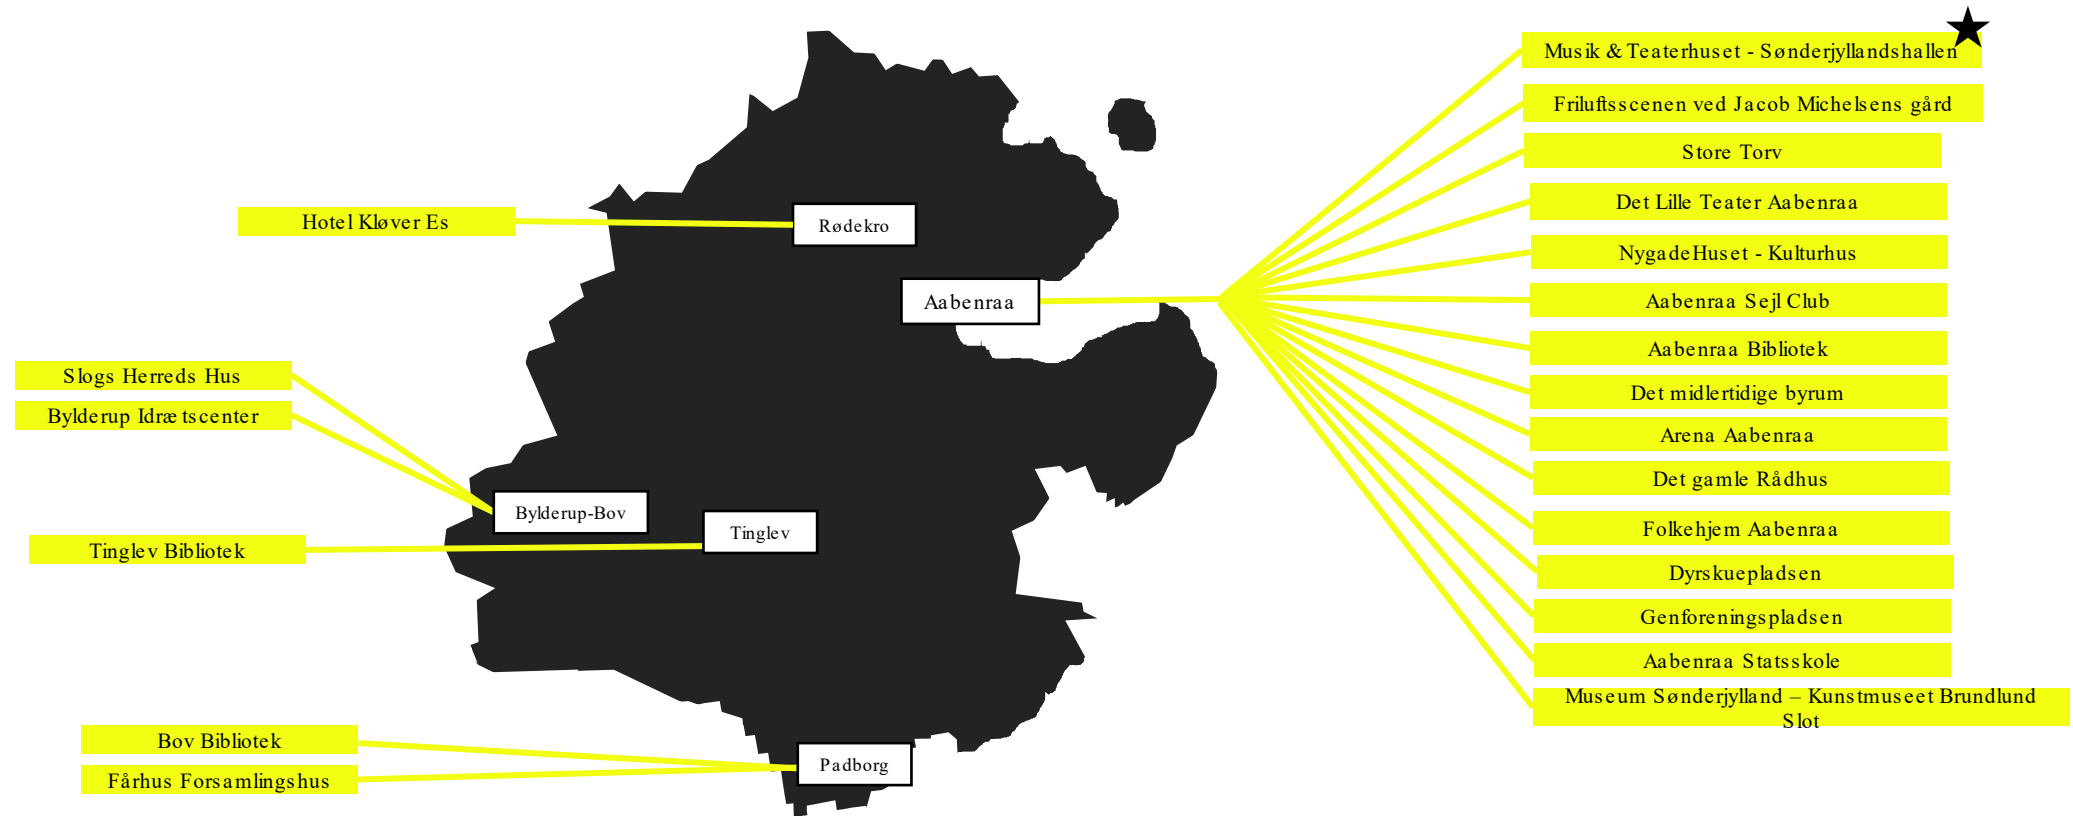 Musik & Teaterhuset - Sønderjyllandshallen
Friluftsscenen ved Jacob Michelsens gård
Store Torv
Det Lille Teater Aabenraa
Hotel Kløver Es
Rødekro
NygadeHuset - Kulturhus
Aabenraa
Aabenraa Sejl Club
Aabenraa Bibliotek
Slogs Herreds Hus
Det midlertidige byrum
Bylderup Idrætscenter
Arena Aabenraa
Det gamle Rådhus
Bylderup-Bov
Tinglev
Folkehjem Aabenraa
Tinglev Bibliotek
Dyrskuepladsen
Genforeningspladsen
Aabenraa Statsskole
Museum Sønderjylland – Kunstmuseet Brundlund
Slot
Bov Bibliotek
Padborg
Fårhus Forsamlingshus